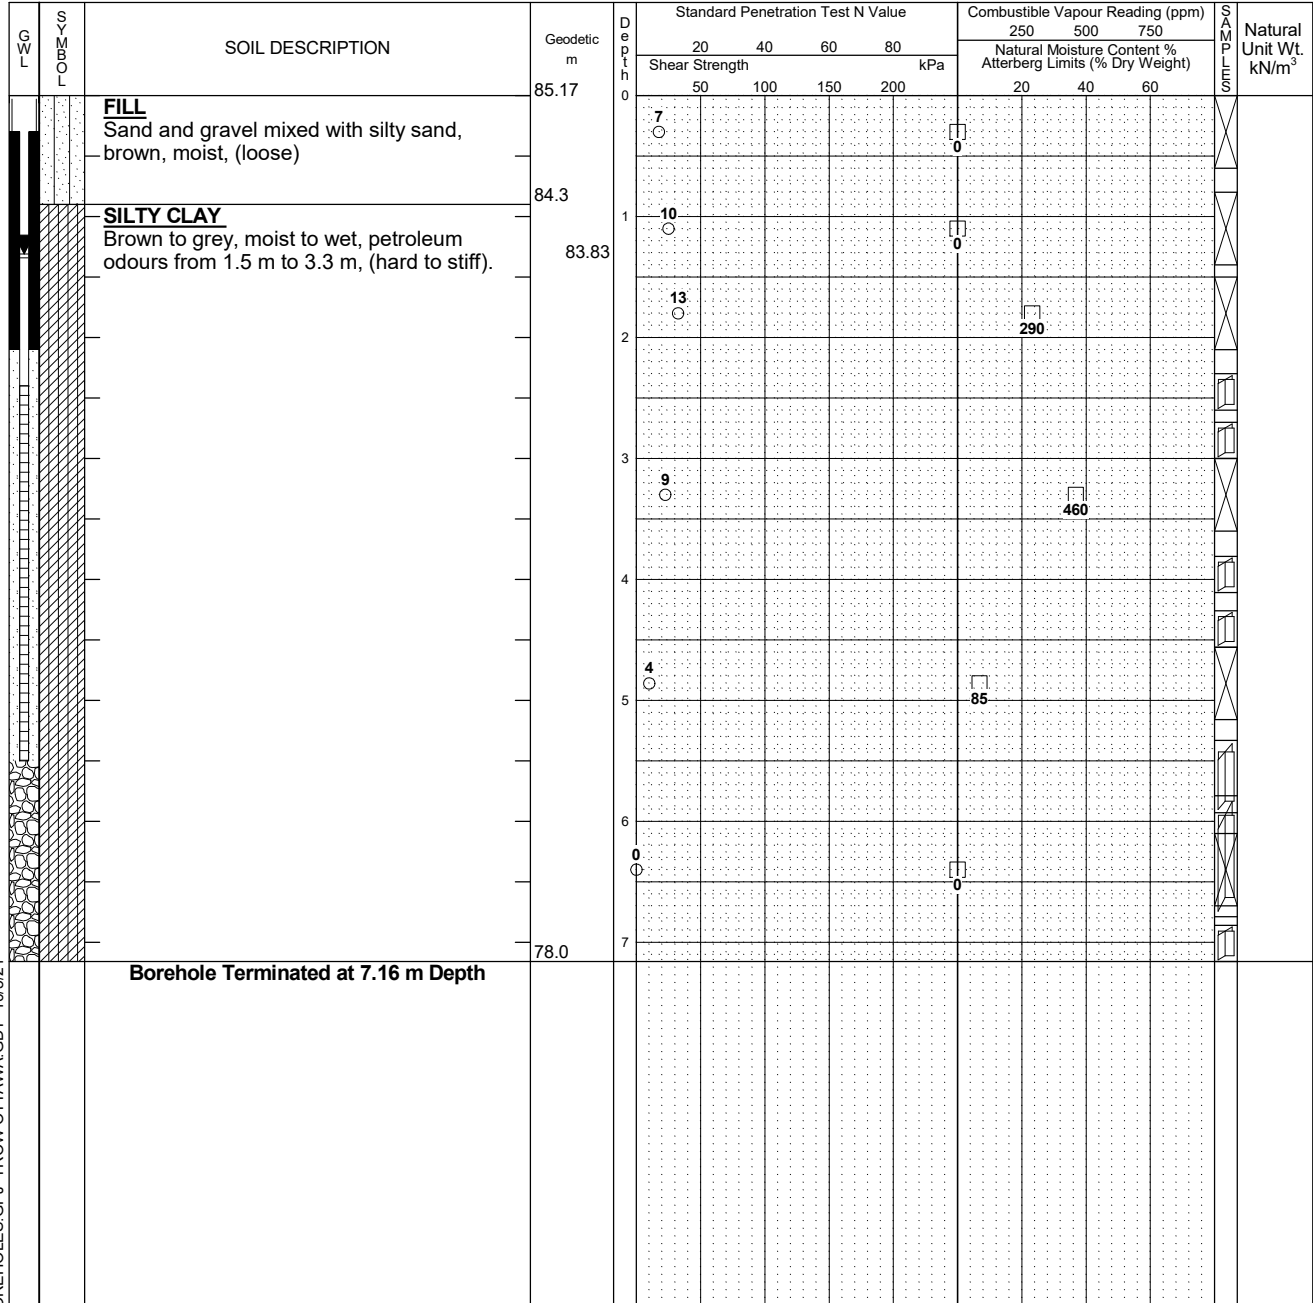 GWL
SYMBOL
SOIL DESCRIPTION
Geodetic
m
Depth
Standard Penetration Test N Value
20 40 60 80
Shear Strength kPa
50 100 150 200
Combustible Vapour Reading (ppm)
250 500 750
Natural Moisture Content %
Atterberg Limits (% Dry Weight)
20 40 60
SAMPLES
Natural
Unit Wt.
kN/m³
85.17
0
FILL
Sand and gravel mixed with silty sand,
brown, moist, (loose)
7
0
84.3
SILTY CLAY
Brown to grey, moist to wet, petroleum
odours from 1.5 m to 3.3 m, (hard to stiff).
83.83
1
10
0
13
290
2
3
9
460
4
4
85
5
6
0
0
7
78.0
Borehole Terminated at 7.16 m Depth